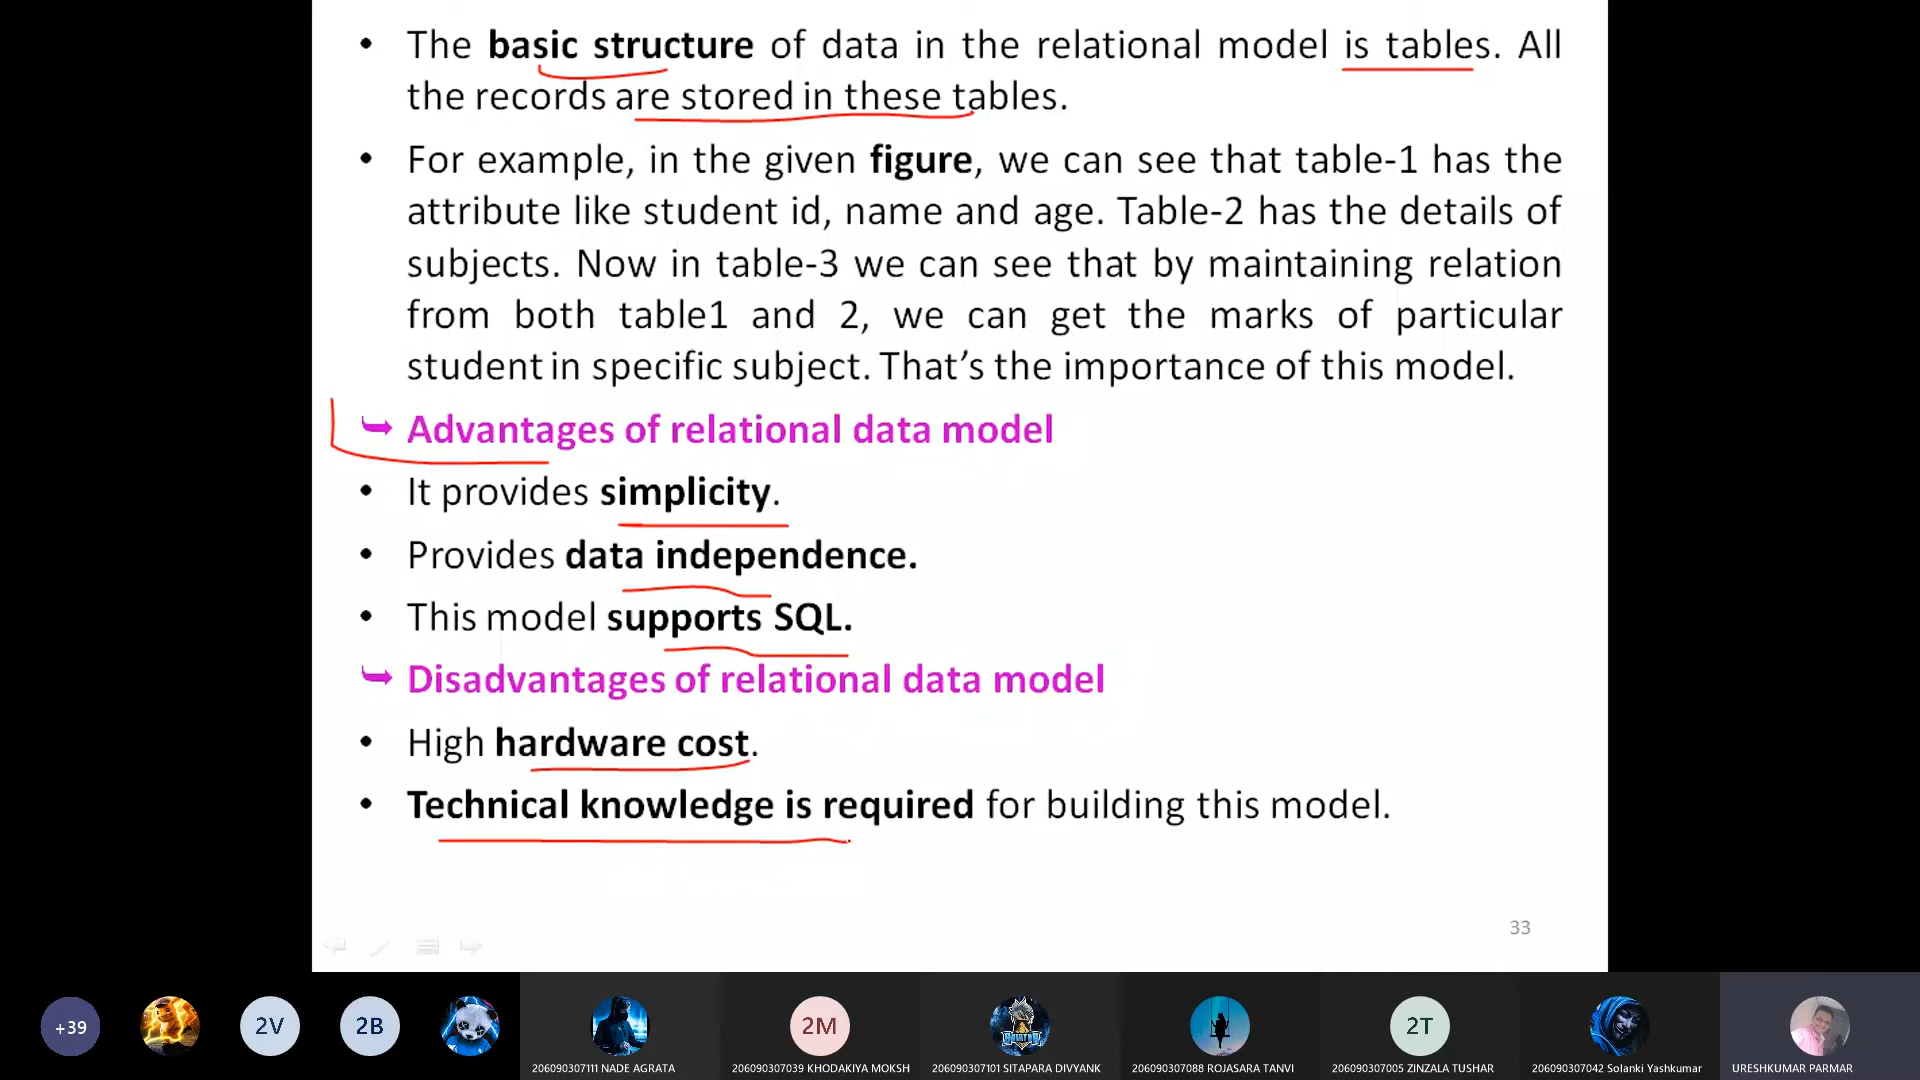 • The basic structure of data in the relational model is tables. All
the records are stored in these tables.
• For example, in the given figure, we can see that table-1 has the
attribute like student id, name and age. Table-2 has the details of
subjects. Now in table-3 we can see that by maintaining relation
from both table1 and 2, we can get the marks of particular
student in specific subject. That’s the importance of this model.
➥ Advantages of relational data model
• It provides simplicity.
• Provides data independence.
• This model supports SQL.
➥ Disadvantages of relational data model
• High hardware cost.
• Technical knowledge is required for building this model.
33
+39
2V
2B
2M
2T
206090307111 NADE AGRATA
206090307039 KHODAKIYA MOKSH
206090307101 SITAPARA DIVYANK
206090307088 ROJASARA TANVI
206090307005 ZINZALA TUSHAR
206090307042 Solanki Yashkumar
URESHKUMAR PARMAR